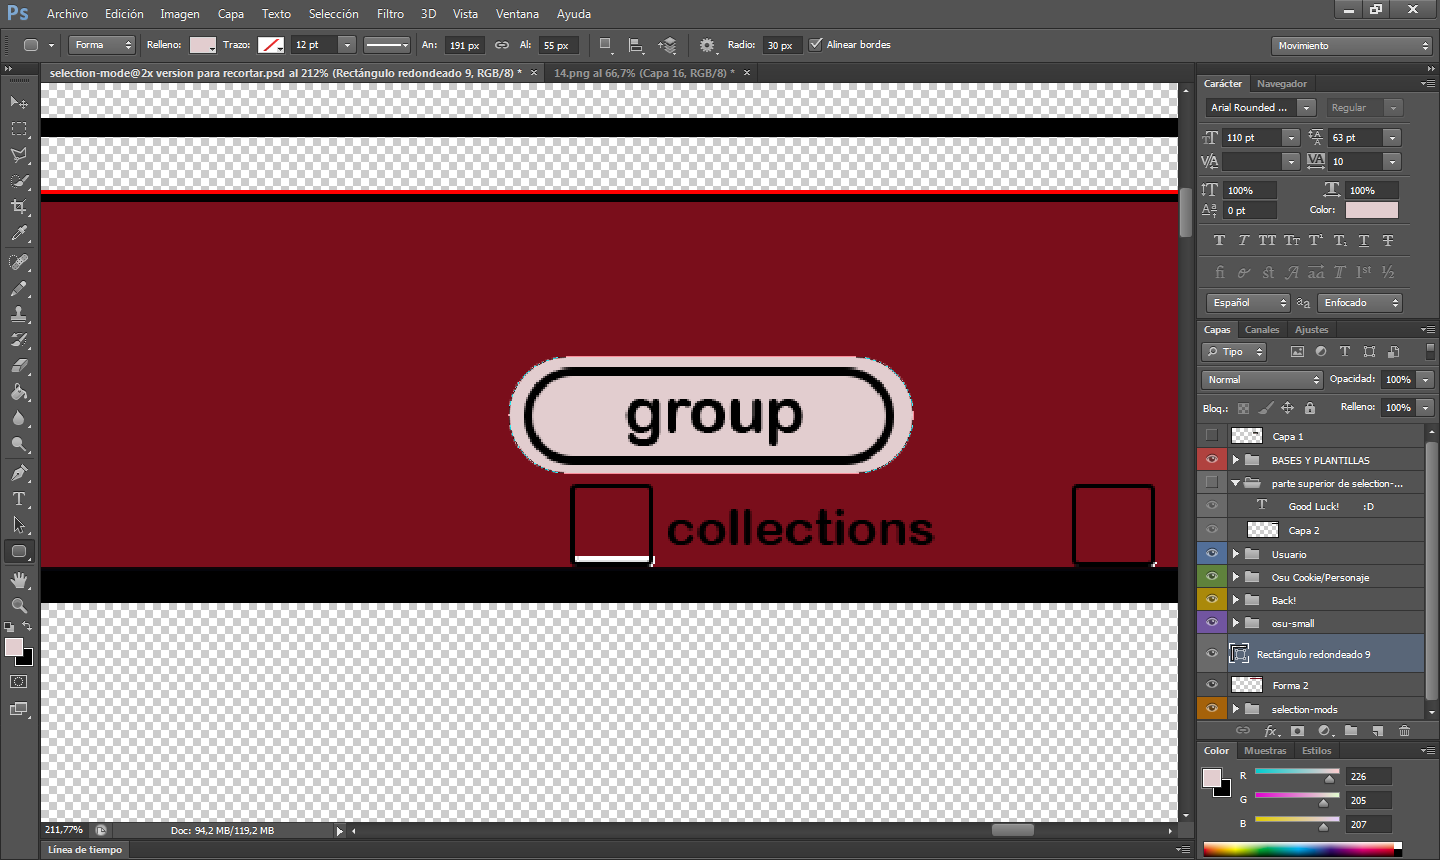 Ps Archivo Edición Imagen Capa Texto Selección Filtro 3D Vista Ventana Ayuda
Forma Relleno: Trazo: 12 pt An: 191 px Al: 55 px Radio: 30 px Alinear bordes Movimiento
selection-mode@2x version para recortar.psd al 212% (Rectángulo redondeado 9, RGB/8) * × 14.png al 66,7% (Capa 16, RGB/8) * ×
Carácter Navegador
Arial Rounded ... Regular
110 pt 63 pt
10
100% 100%
0 pt Color:
Español Enfocado
Capas Canales Ajustes
Tipo
Normal Opacidad: 100%
Bloq.: Relleno: 100%
Capa 1
BASES Y PLANTILLAS
parte superior de selection-...
Good Luck! :D
Capa 2
Usuario
Osu Cookie/Personaje
Back!
osu-small
Rectángulo redondeado 9
Forma 2
selection-mods
Color Muestras Estilos
R 226
G 205
B 207
group
collections
211,77% Doc: 94,2 MB/119,2 MB
Línea de tiempo